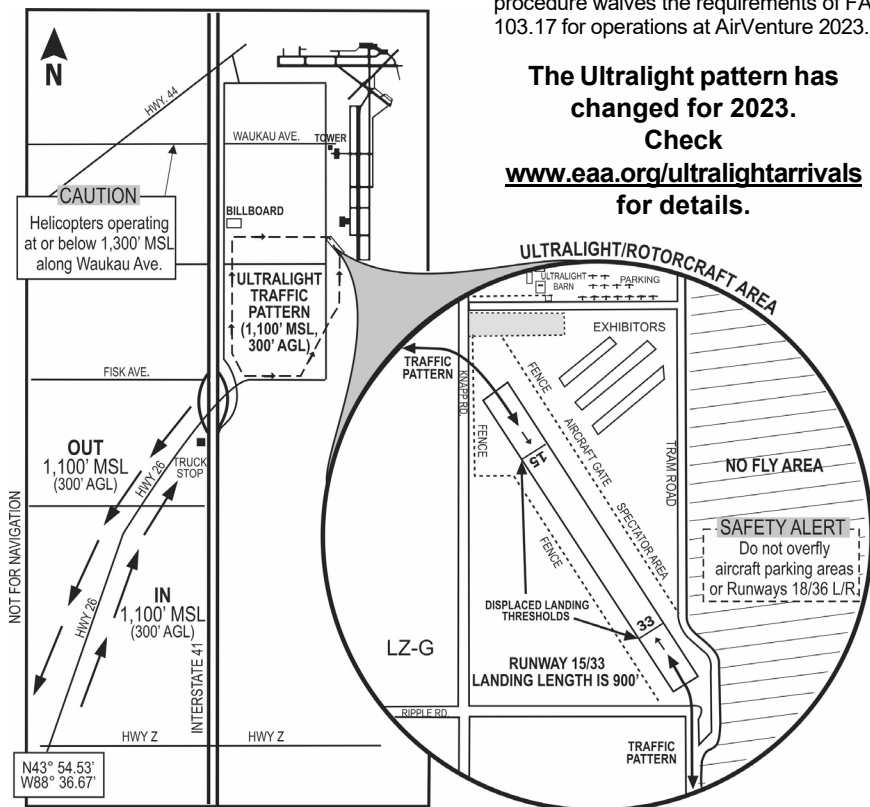 procedure waives the requirements of FA
103.17 for operations at AirVenture 2023.
The Ultralight pattern has
changed for 2023.
Check
www.eaa.org/ultralightarrivals
for details.
N
HWY. 44
WAUKAU AVE.
TOWER
CAUTION
Helicopters operating
at or below 1,300’ MSL
along Waukau Ave.
BILLBOARD
ULTRALIGHT
TRAFFIC
PATTERN
(1,100’ MSL,
300’ AGL)
FISK AVE.
OUT
1,100’ MSL
(300’ AGL)
HWY 26
TRUCK
STOP
IN
1,100’ MSL
(300’ AGL)
HWY 26
INTERSTATE 41
NOT FOR NAVIGATION
HWY Z
HWY Z
N43° 54.53’
W88° 36.67’
ULTRALIGHT/ROTORCRAFT AREA
ULTRALIGHT
BARN
PARKING
EXHIBITORS
TRAFFIC
PATTERN
KNAPP RD.
FENCE
FENCE
AIRCRAFT GATE
SPECTATOR AREA
TRAM ROAD
15
FENCE
NO FLY AREA
SAFETY ALERT
Do not overfly
aircraft parking areas
or Runways 18/36 L/R.
DISPLACED LANDING
THRESHOLDS
33
LZ-G
RUNWAY 15/33
LANDING LENGTH IS 900’
RIPPLE RD.
TRAFFIC
PATTERN